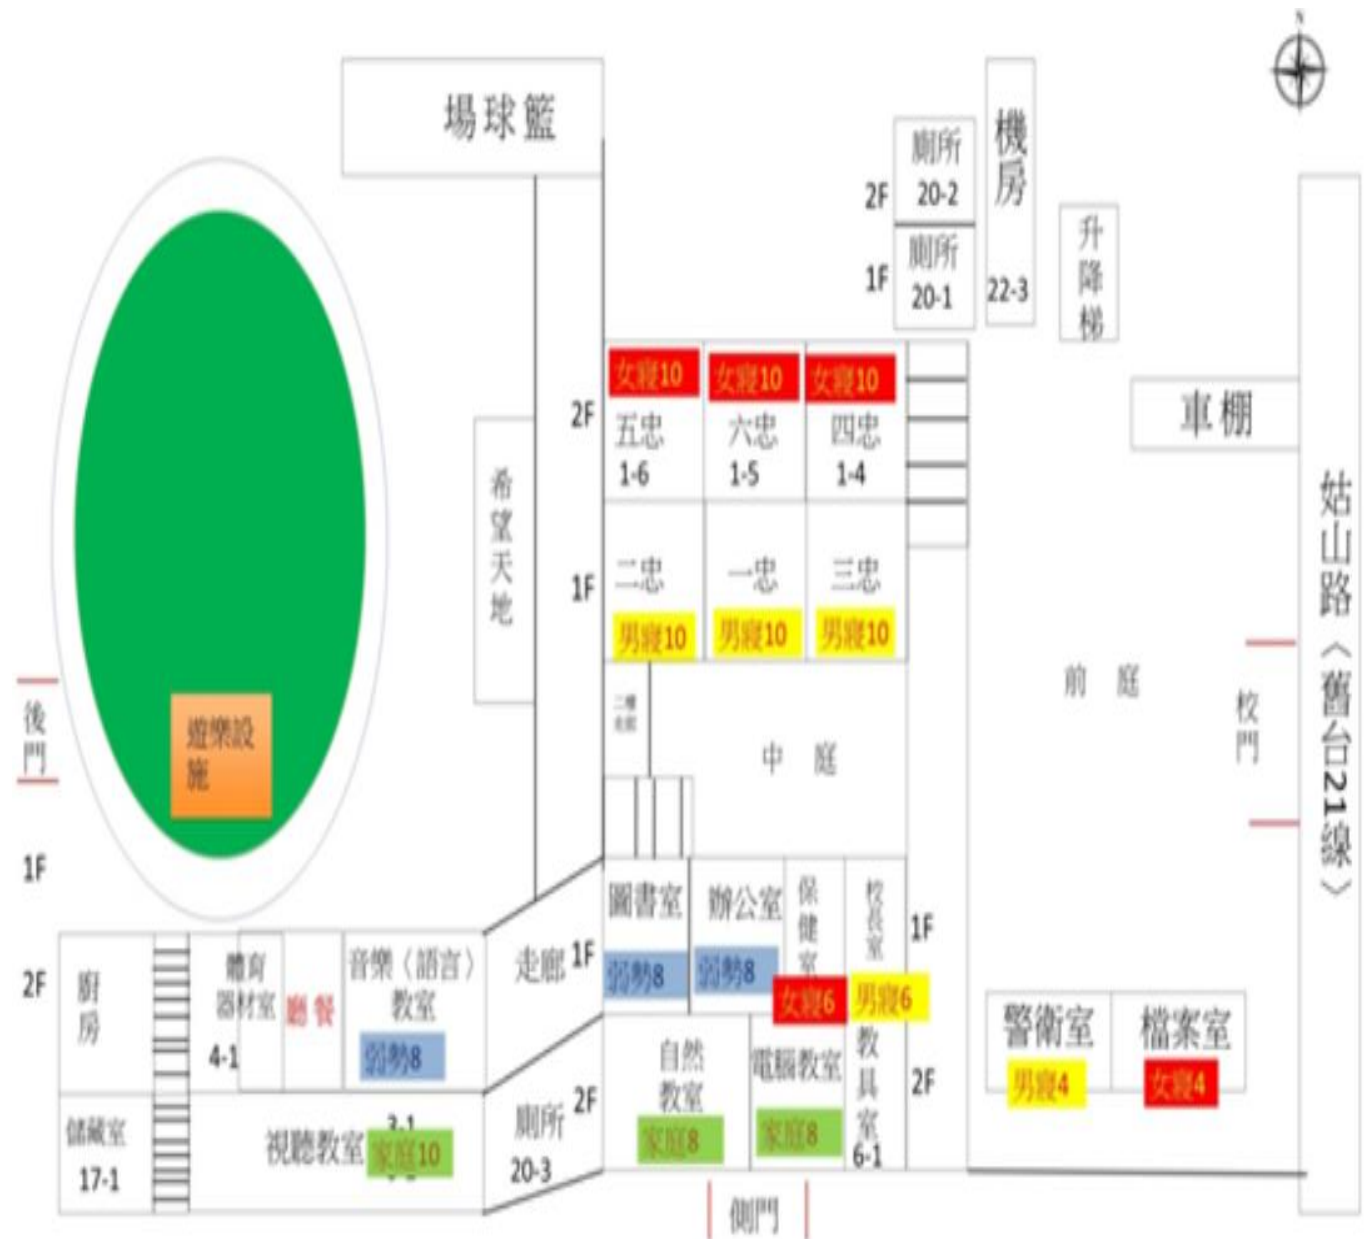 N
場球籃
機房
22-3
廁所
20-2
2F
廁所
20-1
1F
升降梯
車棚
姑山路〈舊台21線〉
女寢10
女寢10
女寢10
2F
五忠
1-6
六忠
1-5
四忠
1-4
希望天地
1F
二忠
一忠
三忠
男寢10
男寢10
男寢10
前庭
校門
後門
遊樂設施
中庭
1F
圖書室
辦公室
保健室
校長室
1F
走廊
1F
弱勢8
弱勢8
女寢6
男寢6
2F
廚房
體育
器材室
4-1
廳餐
音樂〈語言〉
教室
弱勢8
警衛室
檔案室
男寢4
女寢4
自然
教室
電腦教室
教具室
6-1
2F
2F
家庭8
家庭8
儲藏室
17-1
視聽教室
3-1
家庭10
廁所
20-3
側門